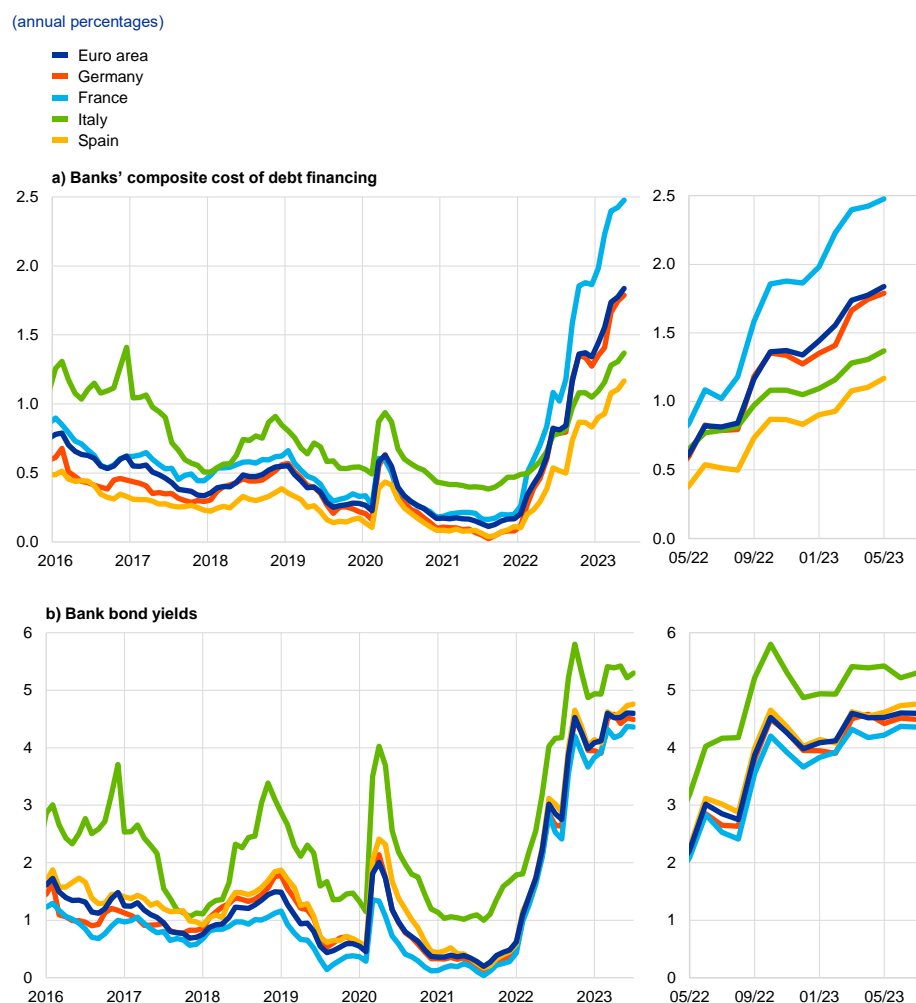 (annual percentages)
Euro area
Germany
France
Italy
Spain
a) Banks' composite cost of debt financing
2.5
2.0
1.5
1.0
0.5
0.0
2016 2017 2018 2019 2020 2021 2022 2023
2.5
2.0
1.5
1.0
0.5
0.0
05/22 09/22 01/23 05/23
b) Bank bond yields
6
5
4
3
2
1
0
2016 2017 2018 2019 2020 2021 2022 2023
6
5
4
3
2
1
0
05/22 09/22 01/23 05/23